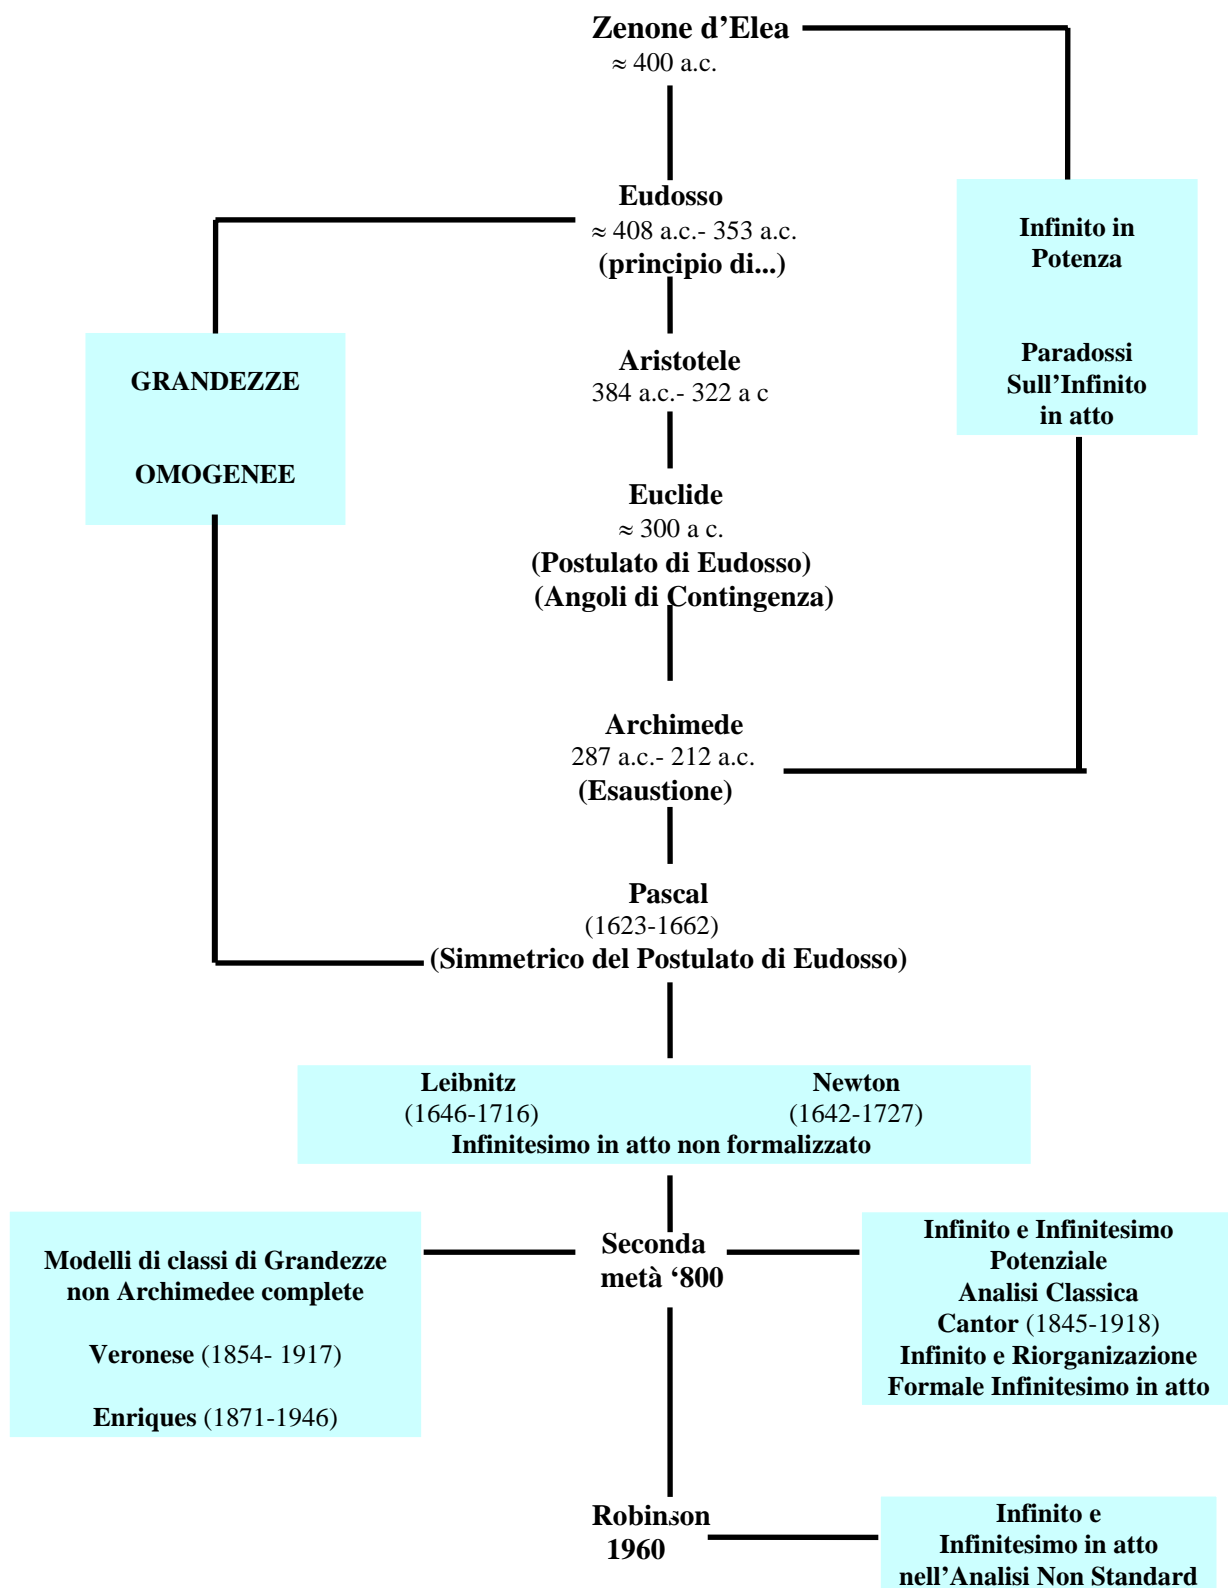 Zenone d’Elea
≈ 400 a.c.
Eudosso
≈ 408 a.c.- 353 a.c.
(principio di...)
Infinito in
Potenza
Paradossi
Sull’Infinito
in atto
GRANDEZZE
OMOGENEE
Aristotele
384 a.c.- 322 a c
Euclide
≈ 300 a c.
(Postulato di Eudosso)
(Angoli di Contingenza)
Archimede
287 a.c.- 212 a.c.
(Esaustione)
Pascal
(1623-1662)
(Simmetrico del Postulato di Eudosso)
Leibnitz
(1646-1716)
Newton
(1642-1727)
Infinitesimo in atto non formalizzato
Seconda
metà ‘800
Modelli di classi di Grandezze
non Archimedee complete
Veronese (1854- 1917)
Enriques (1871-1946)
Infinito e Infinitesimo
Potenziale
Analisi Classica
Cantor (1845-1918)
Infinito e Riorganizzazione
Formale Infinitesimo in atto
Robinson
1960
Infinito e
Infinitesimo in atto
nell’Analisi Non Standard